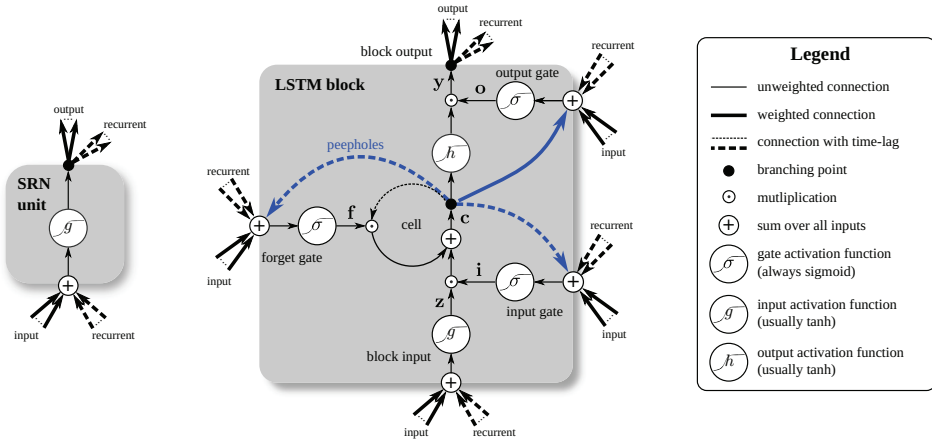 output
recurrent
SRN
unit
g
input
recurrent
output
recurrent
block output
LSTM block
y
output gate
o
σ
recurrent
input
h
peepholes
recurrent
f
σ
cell
c
forget gate
input
recurrent
i
σ
z
input gate
input
g
block input
input
recurrent
Legend
unweighted connection
weighted connection
connection with time-lag
branching point
mutliplication
sum over all inputs
σ
gate activation function
(always sigmoid)
g
input activation function
(usually tanh)
h
output activation function
(usually tanh)